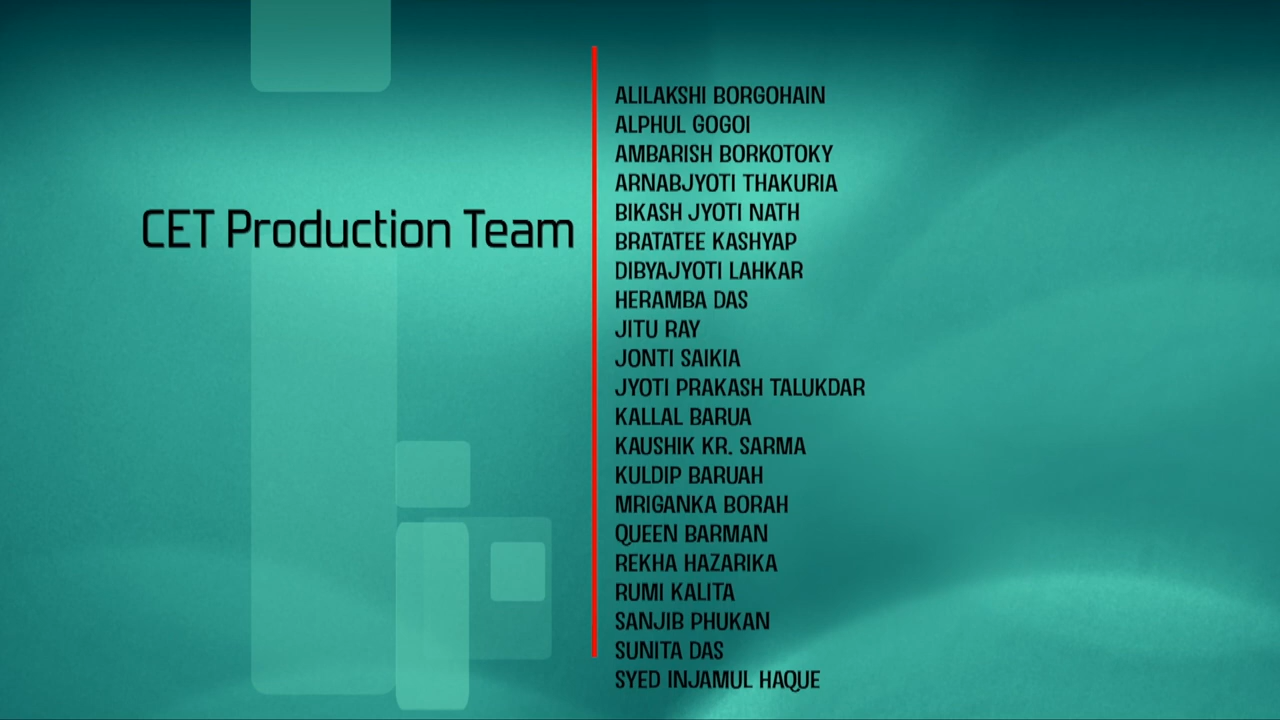 CET Production Team
ALILAKSHI BORGOHAIN
ALPHUL GOGOI
AMBARISH BORKOTOKY
ARNABJYOTI THAKURIA
BIKASH JYOTI NATH
BRATATEE KASHYAP
DIBYAJYOTI LAHKAR
HERAMBA DAS
JITU RAY
JONTI SAIKIA
JYOTI PRAKASH TALUKDAR
KALLAL BARUA
KAUSHIK KR. SARMA
KULDIP BARUAH
MRIGANKA BORAH
QUEEN BARMAN
REKHA HAZARIKA
RUMI KALITA
SANJIB PHUKAN
SUNITA DAS
SYED INJAMUL HAQUE